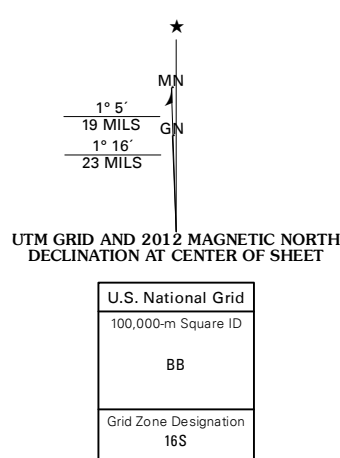 MN
1° 5´
19 MILS
GN
1° 16´
23 MILS
UTM GRID AND 2012 MAGNETIC NORTH
DECLINATION AT CENTER OF SHEET
U.S. National Grid
100,000-m Square ID
BB
Grid Zone Designation
16S